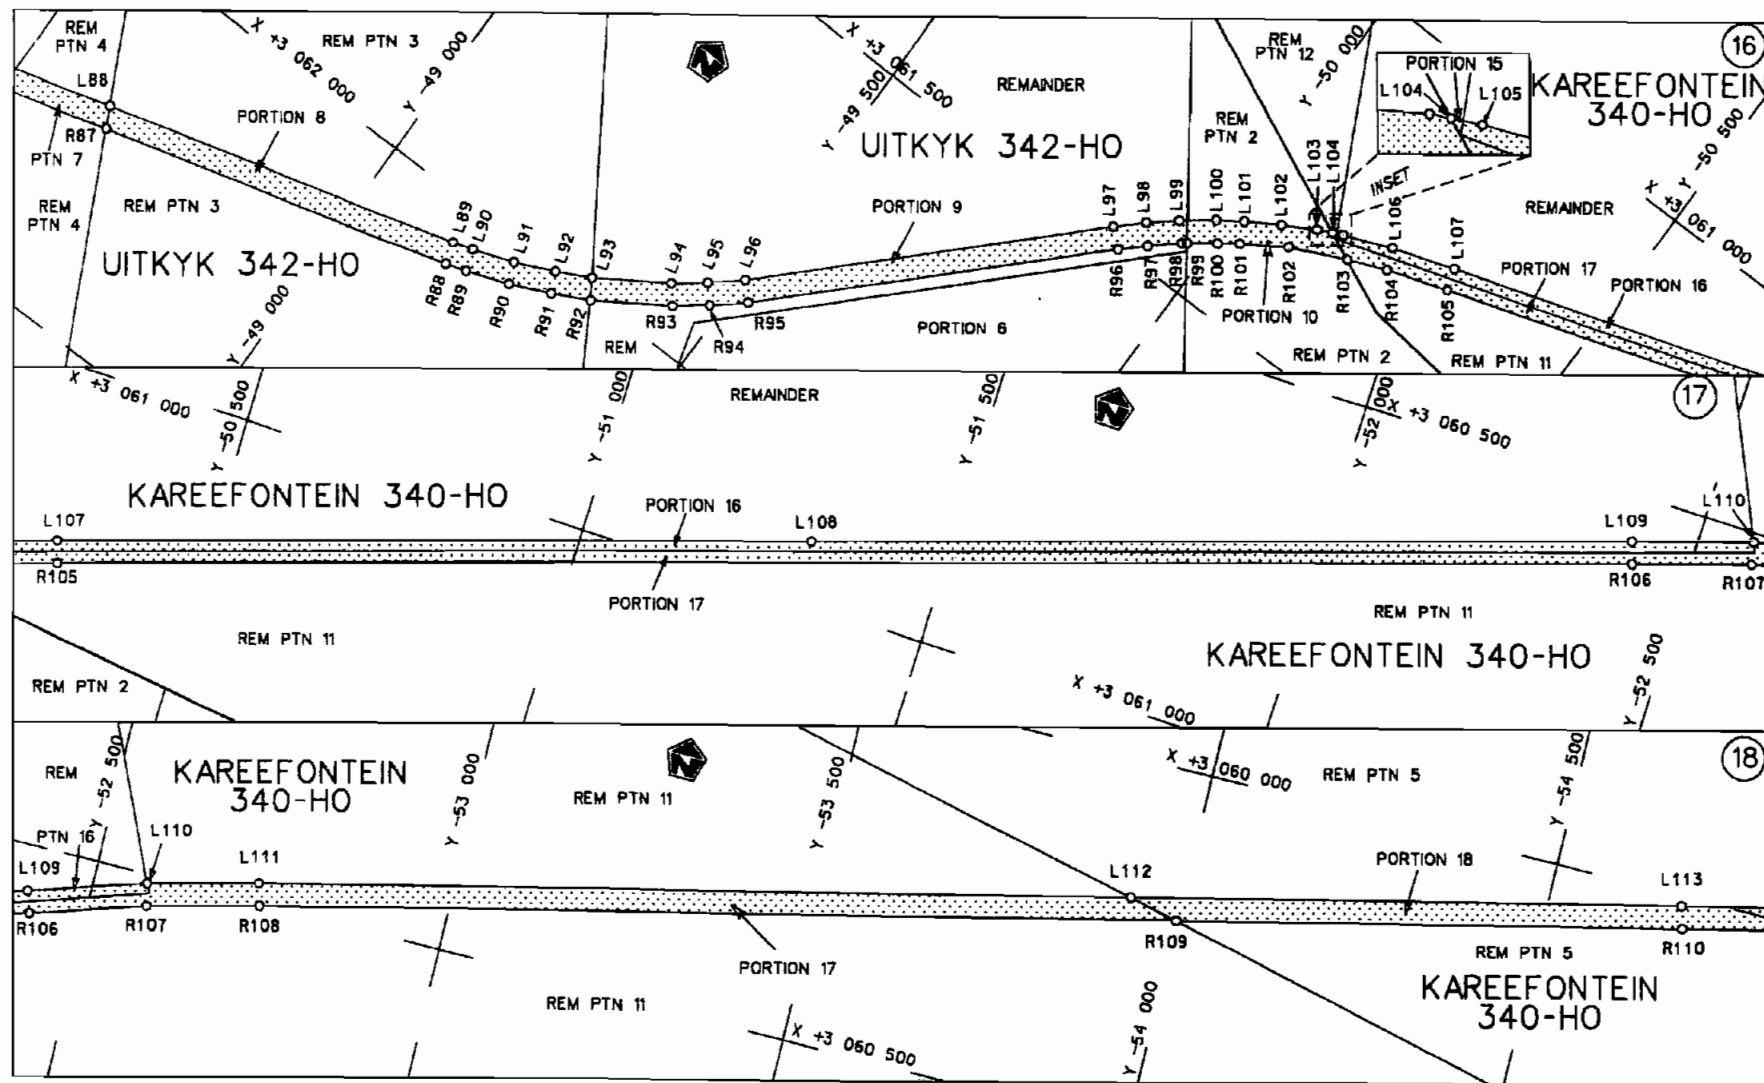 REM
PTN 4
REM PTN 3
X +3 062 000
Y -49 000
X +3 061 500
Y -49 500
REMAINDER
REM
PTN 12
Y -50 000
PORTION 15
L104
L105
16
KAREEFONTEIN
340-HO
Y -50 500
L88
PORTION 8
R87
PTN 7
UITKYK 342-HO
REM
PTN 2
L103
L104
INSET
X +3 061 000
REM
PTN 4
REM PTN 3
UITKYK 342-HO
Y -49 000
L89
L90
L91
L92
L93
L94
L95
L96
PORTION 9
L97
L98
L99
L100
L101
L102
L106
L107
REMAINDER
PORTION 17
PORTION 16
R88
R89
R90
R91
R92
R93
R94
R95
R96
R97
R98
R99
R100
R101
R102
R103
R104
R105
REM
PORTION 6
PORTION 10
REM PTN 2
REM PTN 11
X +3 061 000
Y -50 500
Y -51 000
REMAINDER
Y -51 500
Y -52 000
X +3 060 500
17
KAREEFONTEIN 340-HO
PORTION 16
L107
L108
L109
L110
R105
R106
R107
PORTION 17
REM PTN 11
REM PTN 11
KAREEFONTEIN 340-HO
REM PTN 2
X +3 061 000
Y -52 500
REM
Y -52 500
KAREEFONTEIN
340-HO
Y -53 000
REM PTN 11
Y -53 500
X +3 060 000
REM PTN 5
Y -54 500
18
PTN 16
L109
L110
L111
L112
PORTION 18
L113
R106
R107
R108
PORTION 17
R109
REM PTN 5
R110
REM PTN 11
X +3 060 500
Y -54 000
KAREEFONTEIN
340-HO